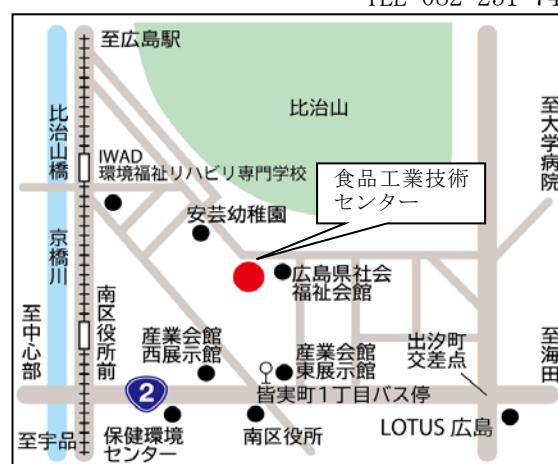 至広島駅
比治山
比治山橋
至大学病院
IWAD
環境福祉リハビリ専門学校
食品工業技術
センター
安芸幼稚園
京橋川
広島県社会
福祉会館
至中心部
南区役所前
産業会館
西展示館
産業会館
東展示館
出汐町
交差点
至海田
2
皆実町1丁目バス停
至宇品
保健環境
センター
南区役所
LOTUS 広島